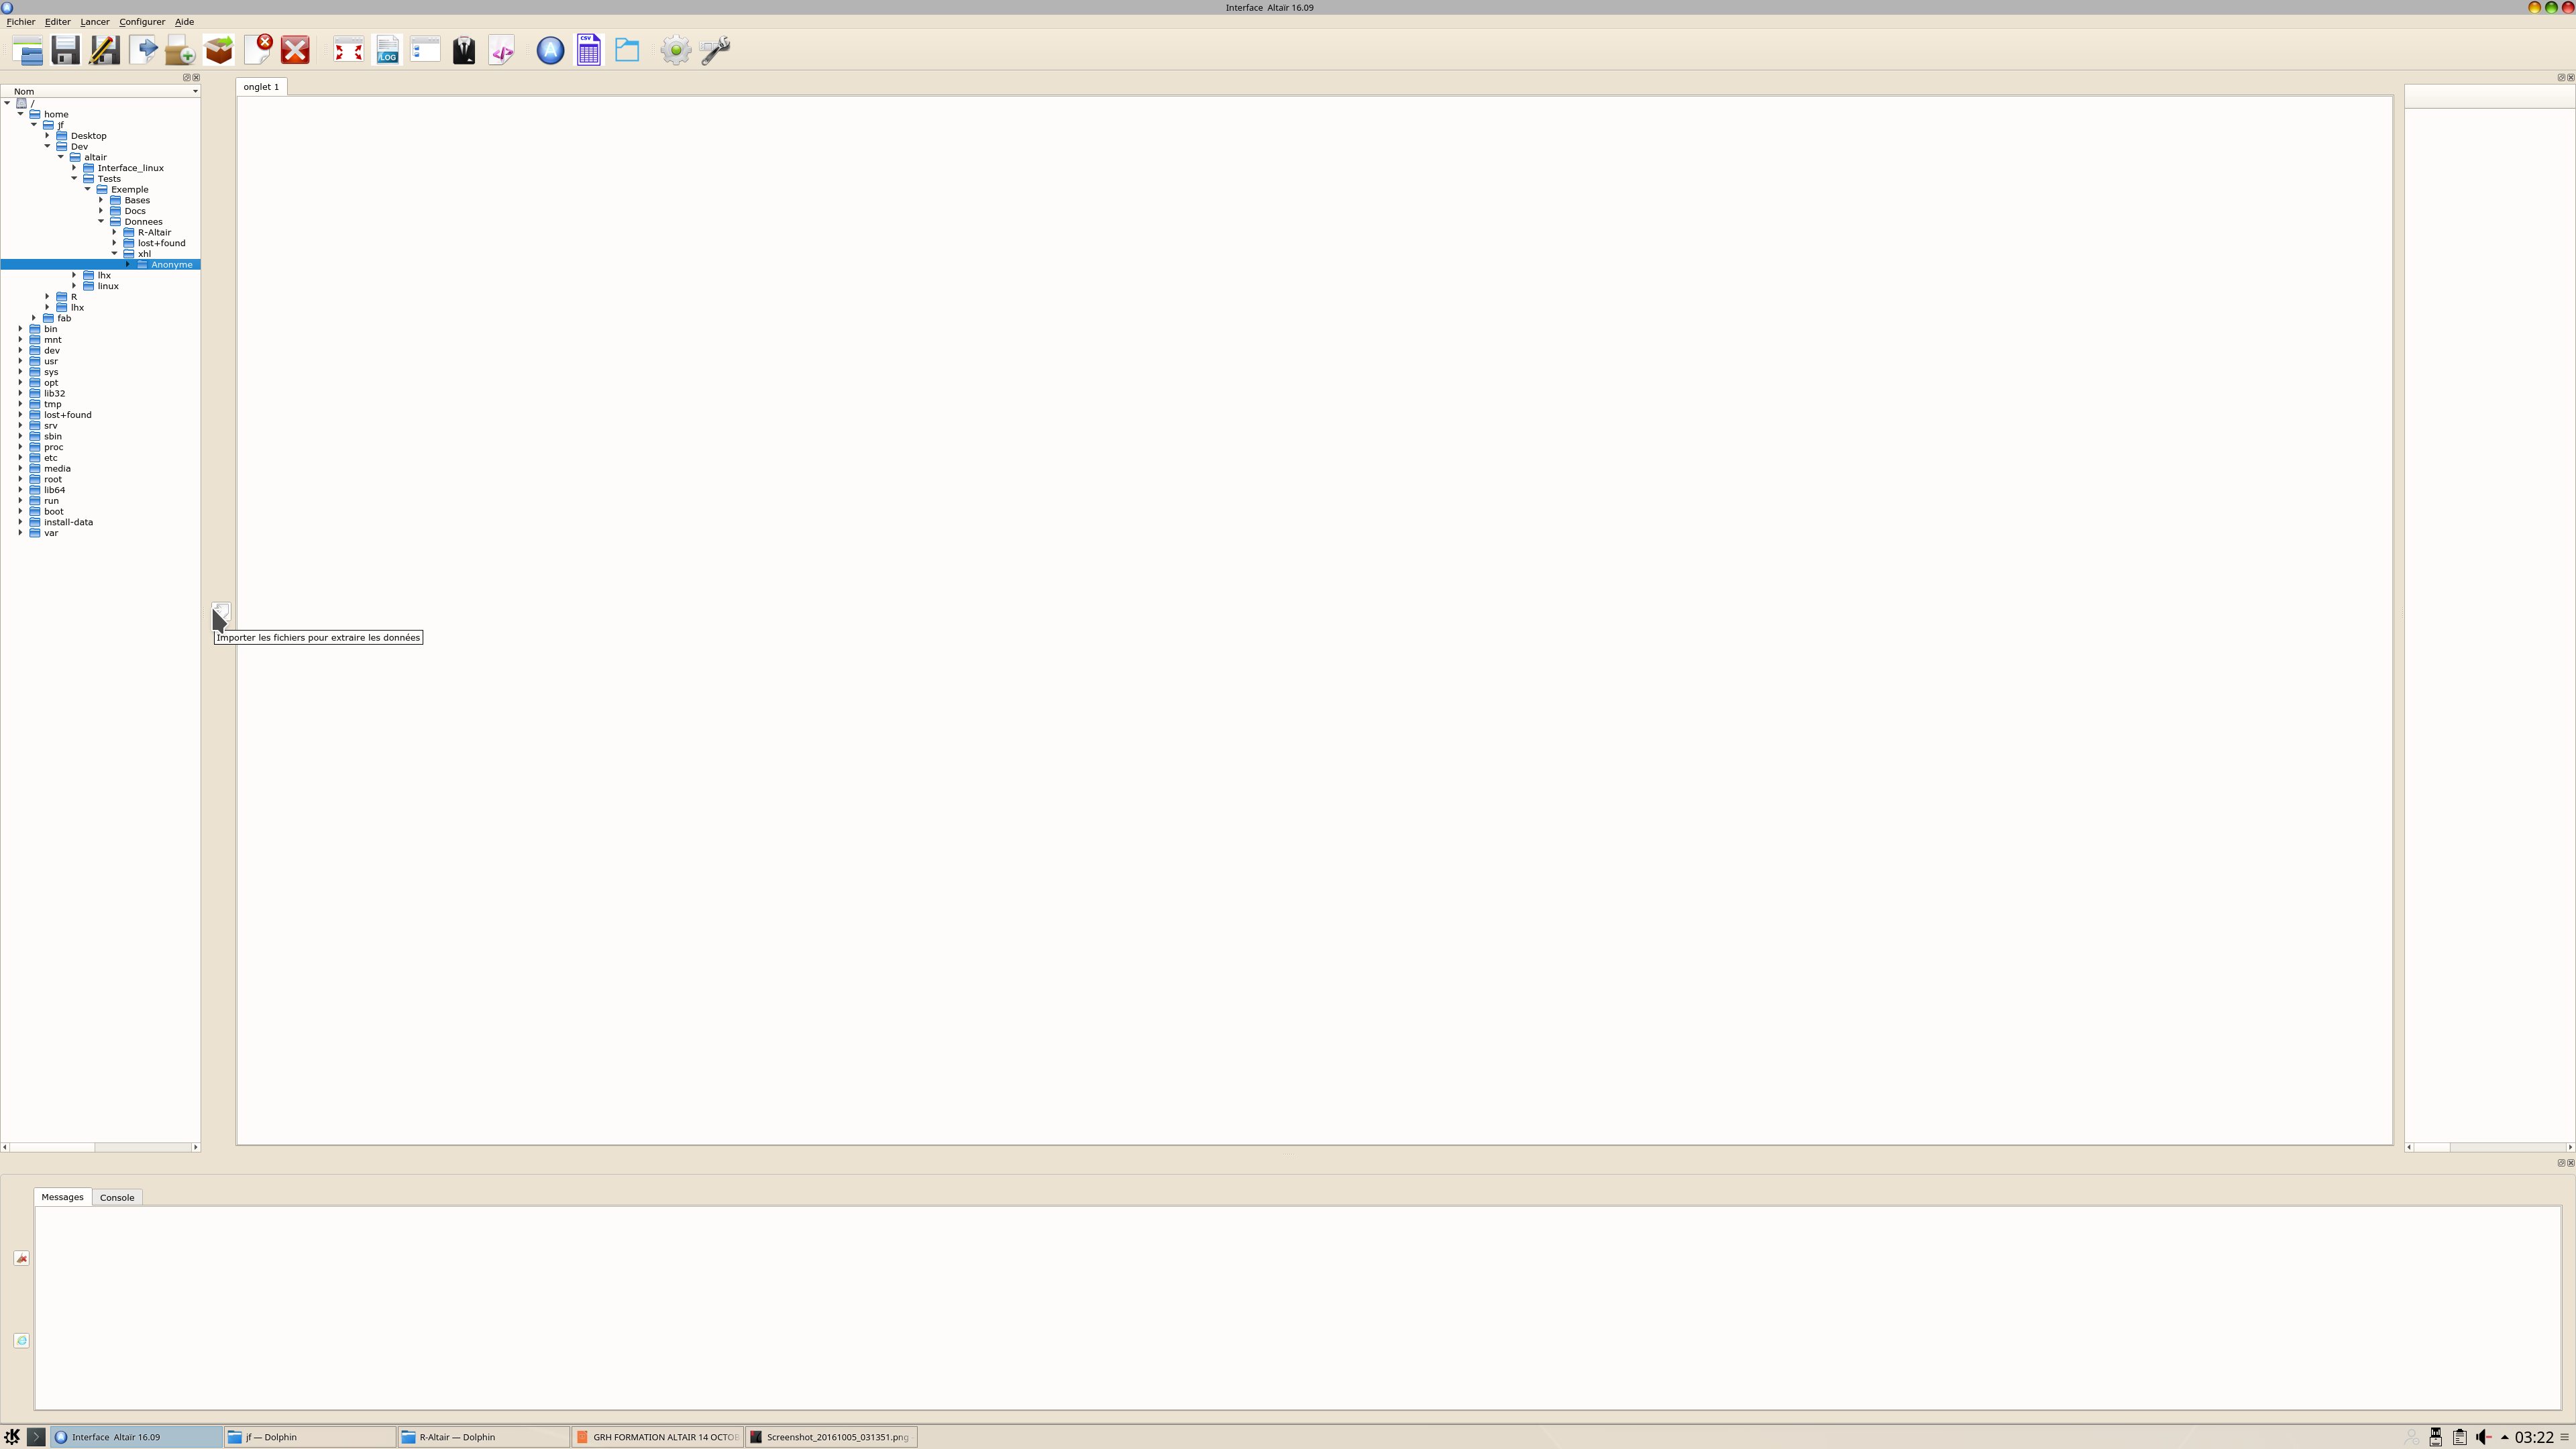 Interface Altaïr 16.09
Fichier Editer Lancer Configurer Aide
LOG
A
CSV
onglet 1
Nom
/
home
jf
Desktop
Dev
altair
Interface_linux
Tests
Exemple
Bases
Docs
Donnees
R-Altair
lost+found
xhl
Anonyme
lhx
linux
R
lhx
fab
bin
mnt
dev
usr
sys
opt
lib32
tmp
lost+found
srv
sbin
proc
etc
media
root
lib64
run
boot
install-data
var
Importer les fichiers pour extraire les données
Messages Console
Interface Altaïr 16.09 jf — Dolphin R-Altair — Dolphin GRH FORMATION ALTAIR 14 OCTOB Screenshot_20161005_031351.png 03:22